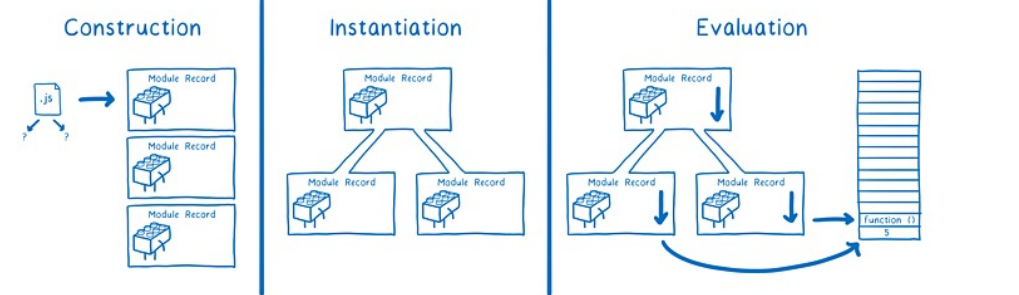 Construction
.js
?
?
Module Record
Module Record
Module Record
Instantiation
Module Record
Module Record
Module Record
Evaluation
Module Record
Module Record
Module Record
function ()
5